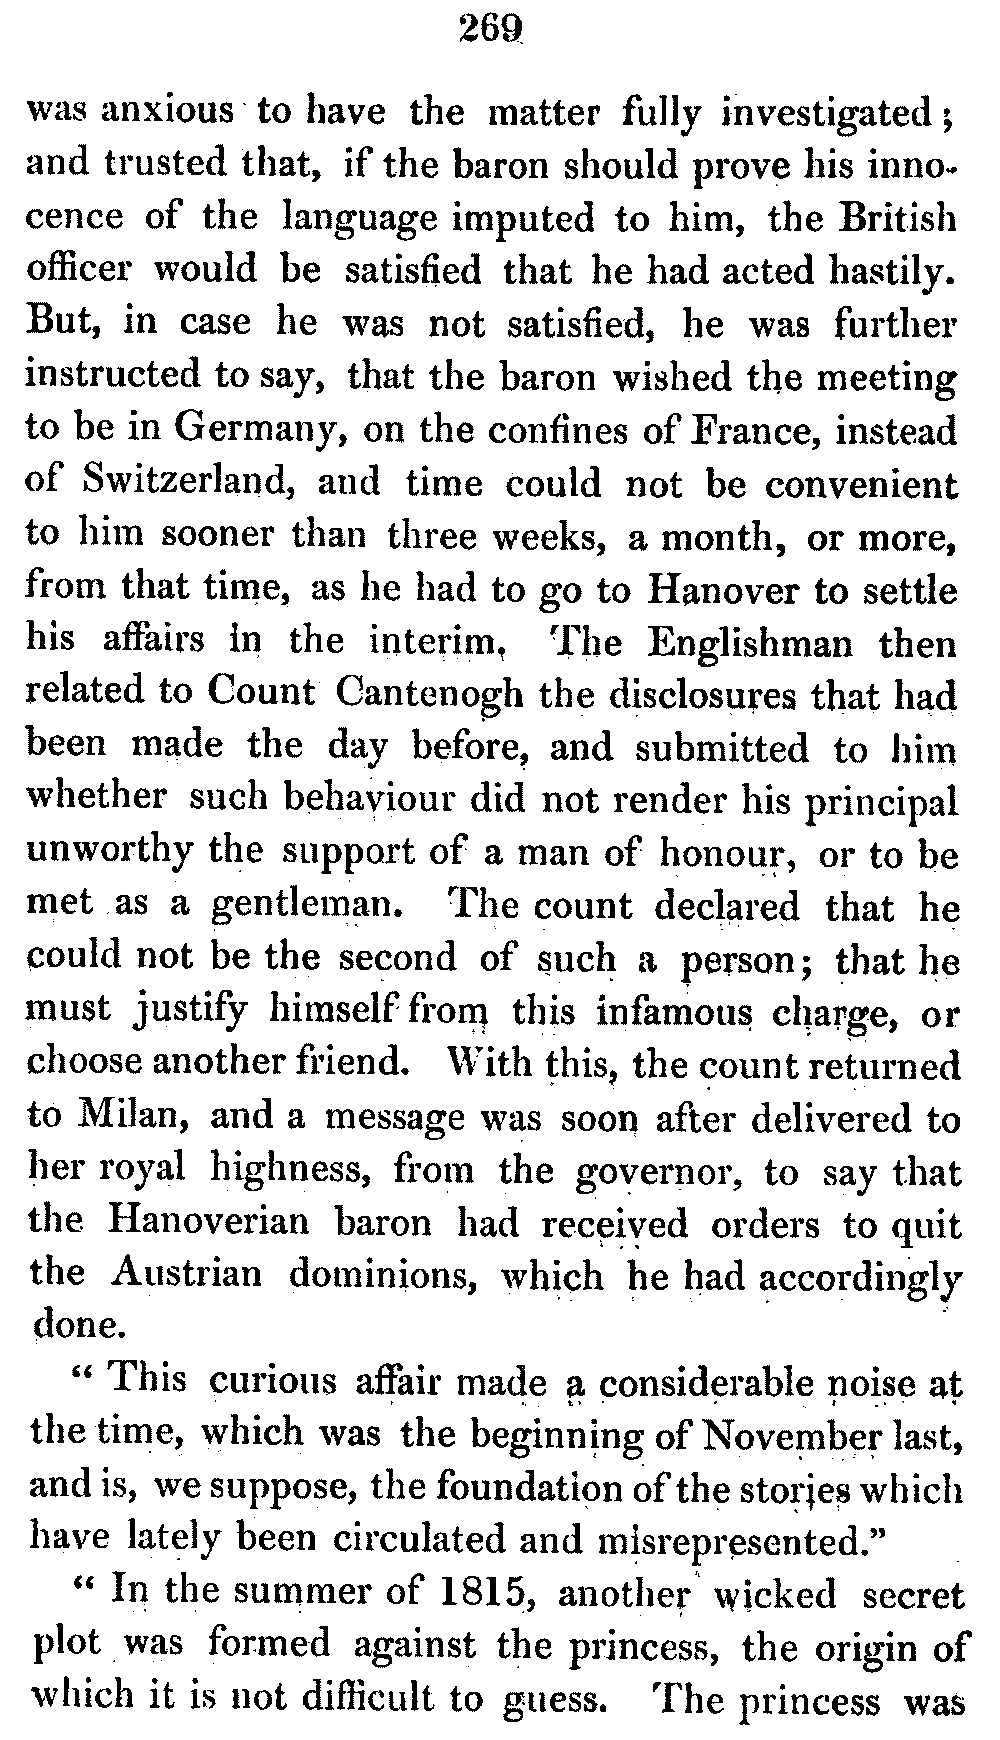 269
was anxious to have the matter fully investigated;
and trusted that, if the baron should prove his inno-
cence of the language imputed to him, the British
officer would be satisfied that he had acted hastily.
But, in case he was not satisfied, he was further
instructed to say, that the baron wished the meeting
to be in Germany, on the confines of France, instead
of Switzerland, and time could not be convenient
to him sooner than three weeks, a month, or more,
from that time, as he had to go to Hanover to settle
his affairs in the interim. The Englishman then
related to Count Cantenogh the disclosures that had
been made the day before, and submitted to him
whether such behaviour did not render his principal
unworthy the support of a man of honour, or to be
met as a gentleman. The count declared that he
could not be the second of such a person; that he
must justify himself from this infamous charge, or
choose another friend. With this, the count returned
to Milan, and a message was soon after delivered to
her royal highness, from the governor, to say that
the Hanoverian baron had received orders to quit
the Austrian dominions, which he had accordingly
done.
“ This curious affair made a considerable noise at
the time, which was the beginning of November last,
and is, we suppose, the foundation of the stories which
have lately been circulated and misrepresented.”
“ In the summer of 1815, another wicked secret
plot was formed against the princess, the origin of
which it is not difficult to guess. The princess was